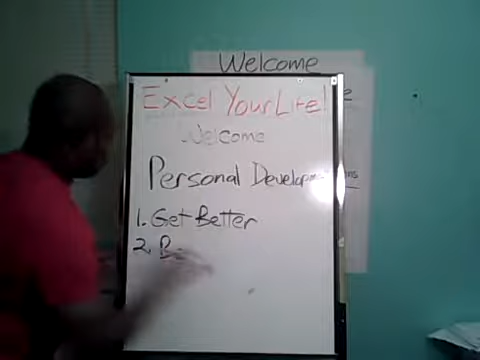 Welcome
Excel Your Life!
Welcome
Personal Developm
1. Get Better
2. B